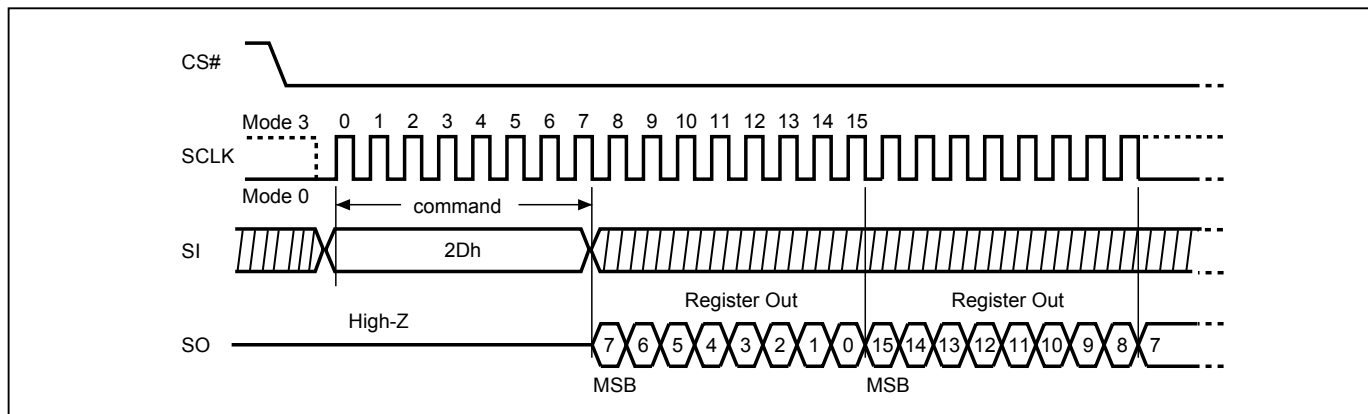 CS#
Mode 3 0 1 2 3 4 5 6 7 8 9 10 11 12 13 14 15
SCLK
Mode 0
command
SI 2Dh
Register Out Register Out
High-Z
SO 7 6 5 4 3 2 1 0 15 14 13 12 11 10 9 8 7
MSB MSB